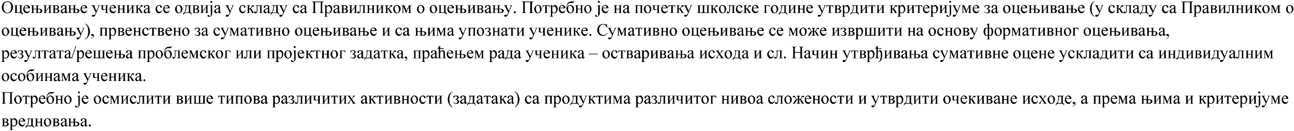 Оцењивање ученика се одвија у складу са Правилником о оцењивању. Потребно је на почетку школске године утврдити критеријуме за оцењивање (у складу са Правилником о
оцењивању), првенствено за сумативно оцењивање и са њима упознати ученике. Сумативно оцењивање се може извршити на основу формативног оцењивања,
резултата/решења проблемског или пројектног задатка, праћењем рада ученика – остваривања исхода и сл. Начин утврђивања сумативне оцене ускладити са индивидуалним
особинама ученика.
Потребно је осмислити више типова различитих активности (задатака) са продуктима различитог нивоа сложености и утврдити очекиване исходе, а према њима и критеријуме
вредновања.